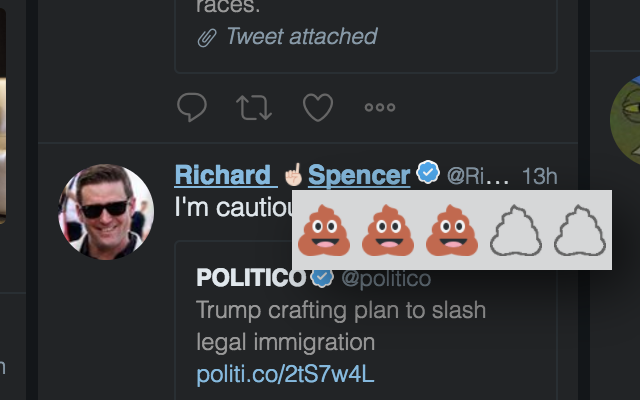 races.
Tweet attached
Richard ☝🏻Spencer @Ri... 13h
I'm cautiou
POLITICO @politico
Trump crafting plan to slash
legal immigration
politi.co/2tS7w4L